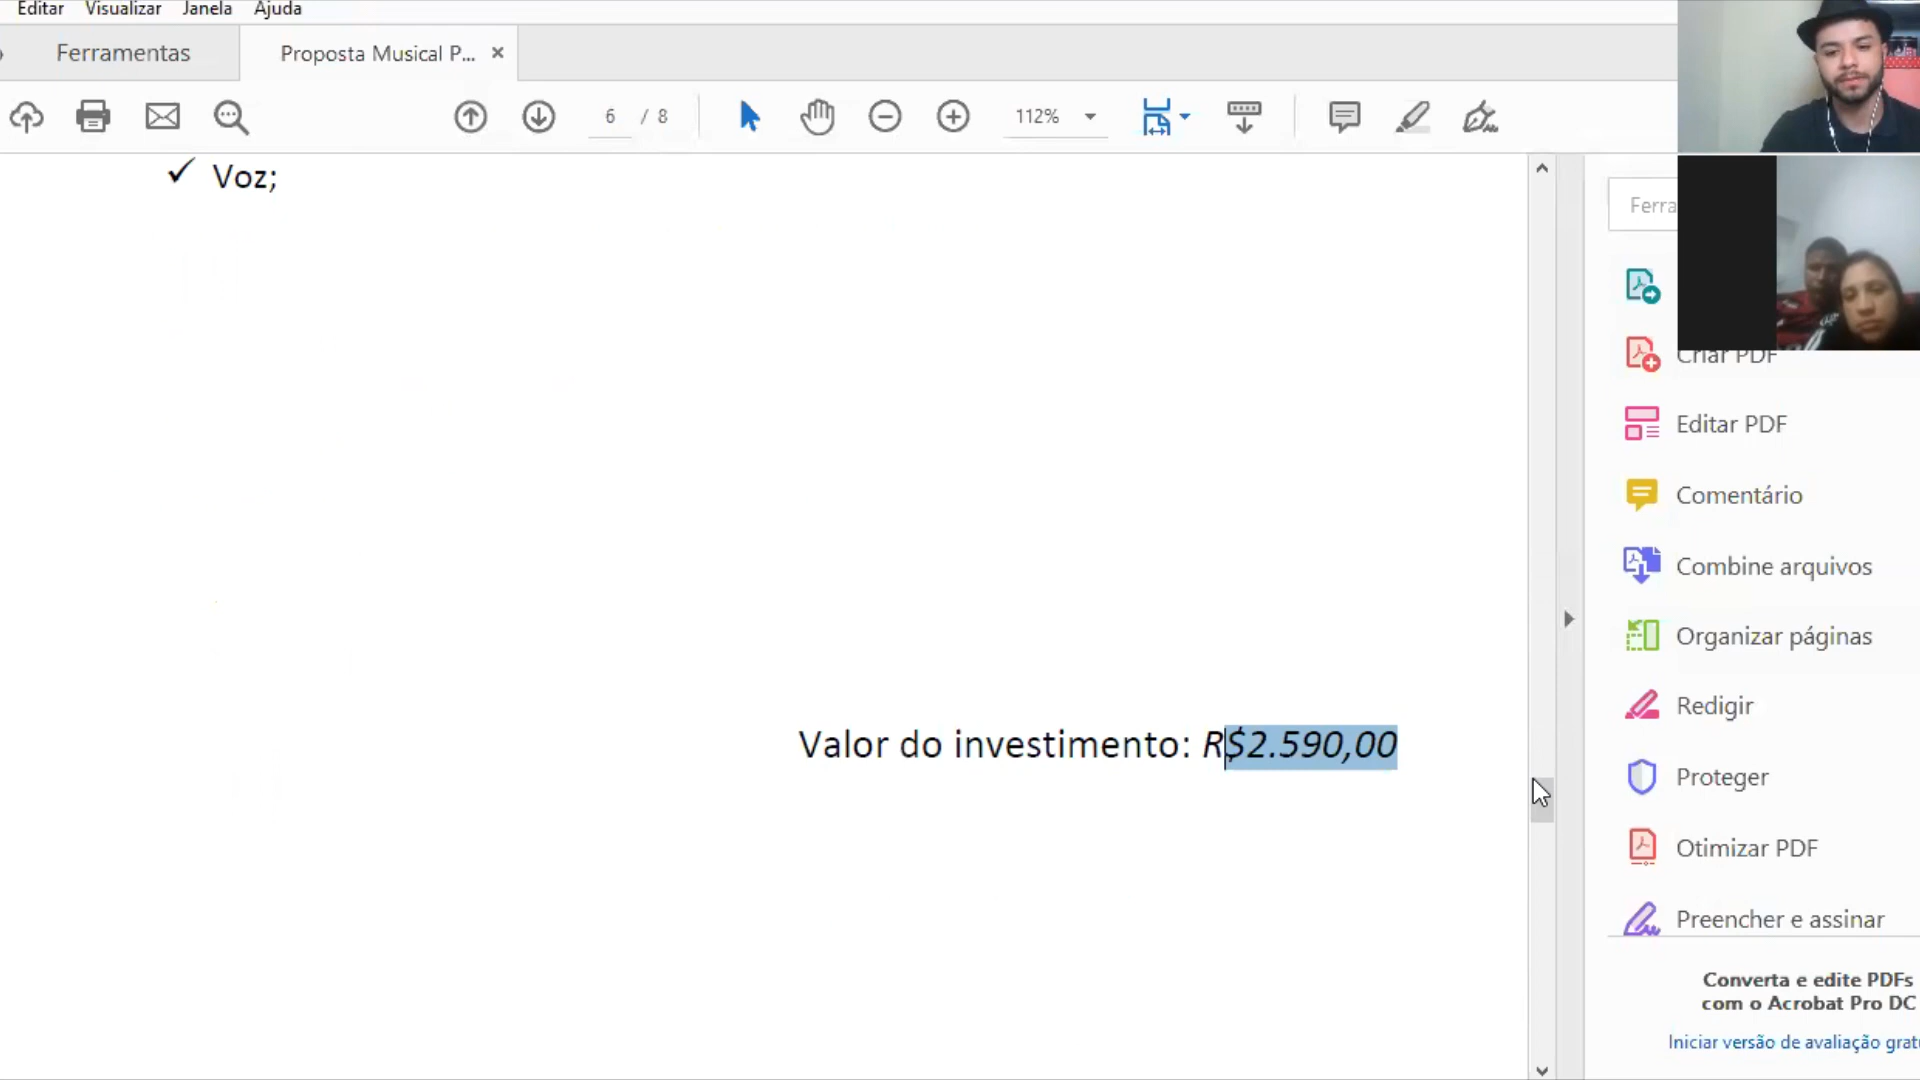 Editar Visualizar Janela Ajuda
Ferramentas Proposta Musical P... ×
6 / 8 112%
✓ Voz;
Ferra
Criar PDF
Editar PDF
Comentário
Combine arquivos
Organizar páginas
Redigir
Valor do investimento: R$2.590,00
Proteger
Otimizar PDF
Preencher e assinar
Converta e edite PDFs
com o Acrobat Pro DC
Iniciar versão de avaliação grat